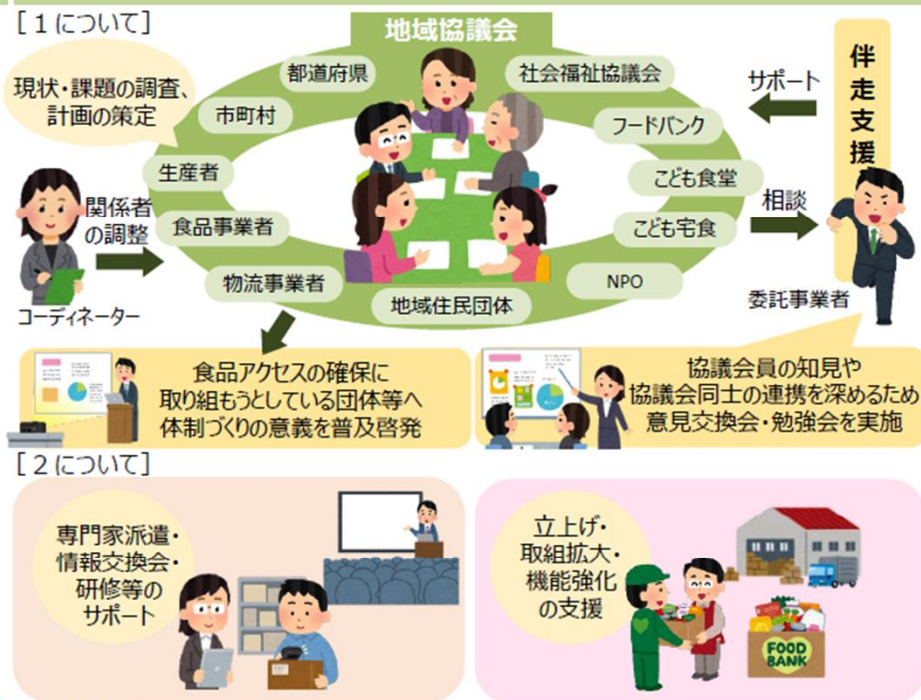 [１について]
地域協議会
現状・課題の調査、
計画の策定
都道府県
市町村
生産者
食品事業者
物流事業者
地域住民団体
NPO
こども宅食
こども食堂
フードバンク
社会福祉協議会
関係者
の調整
コーディネーター
サポート
相談
伴走支援
委託事業者
食品アクセスの確保に
取り組もうとしている団体等へ
体制づくりの意義を普及啓発
協議会員の知見や
協議会同士の連携を深めるため
意見交換会・勉強会を実施
[２について]
専門家派遣・
情報交換会・
研修等の
サポート
立上げ・
取組拡大・
機能強化
の支援
FOOD
BANK